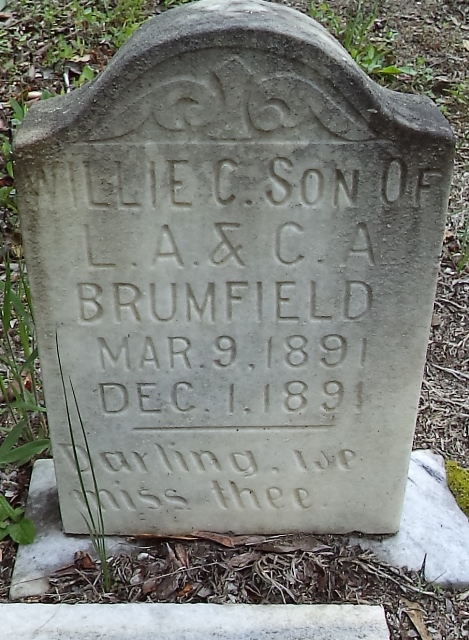 WILLIE C. SON OF
L. A. & C. A
BRUMFIELD
MAR. 9, 1891
DEC. 1. 1891
Darling, we
miss thee.